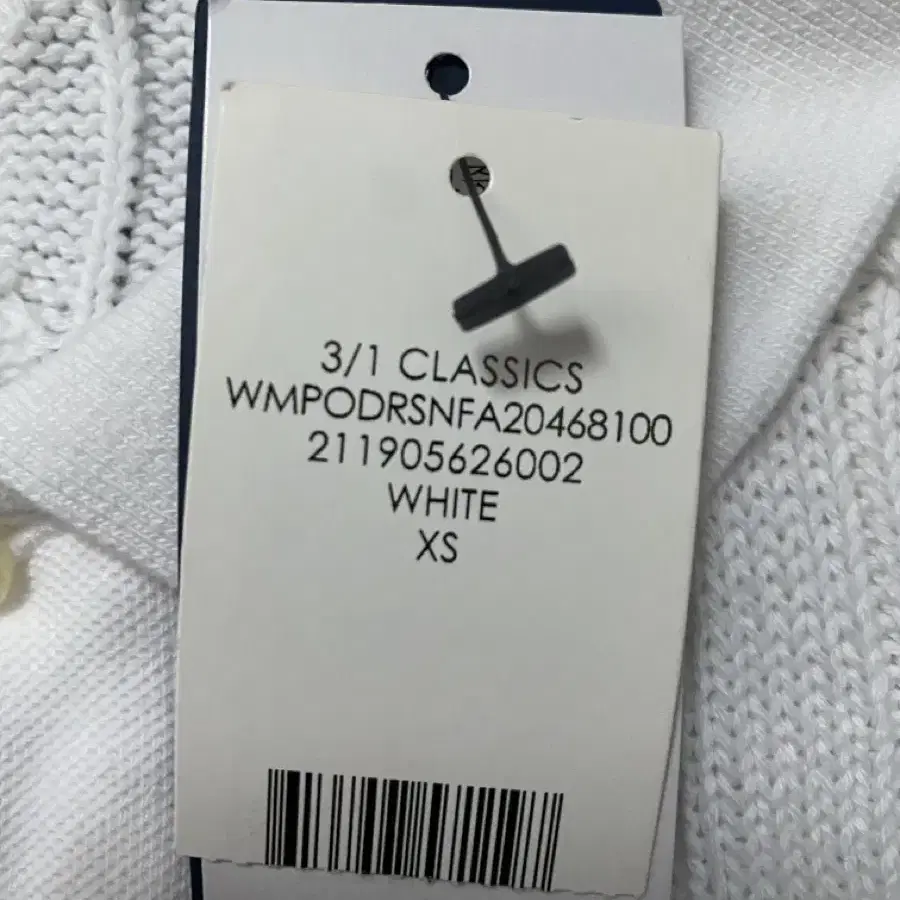 3/1 CLASSICS
WMPODRSNFA20468100
211905626002
WHITE
XS